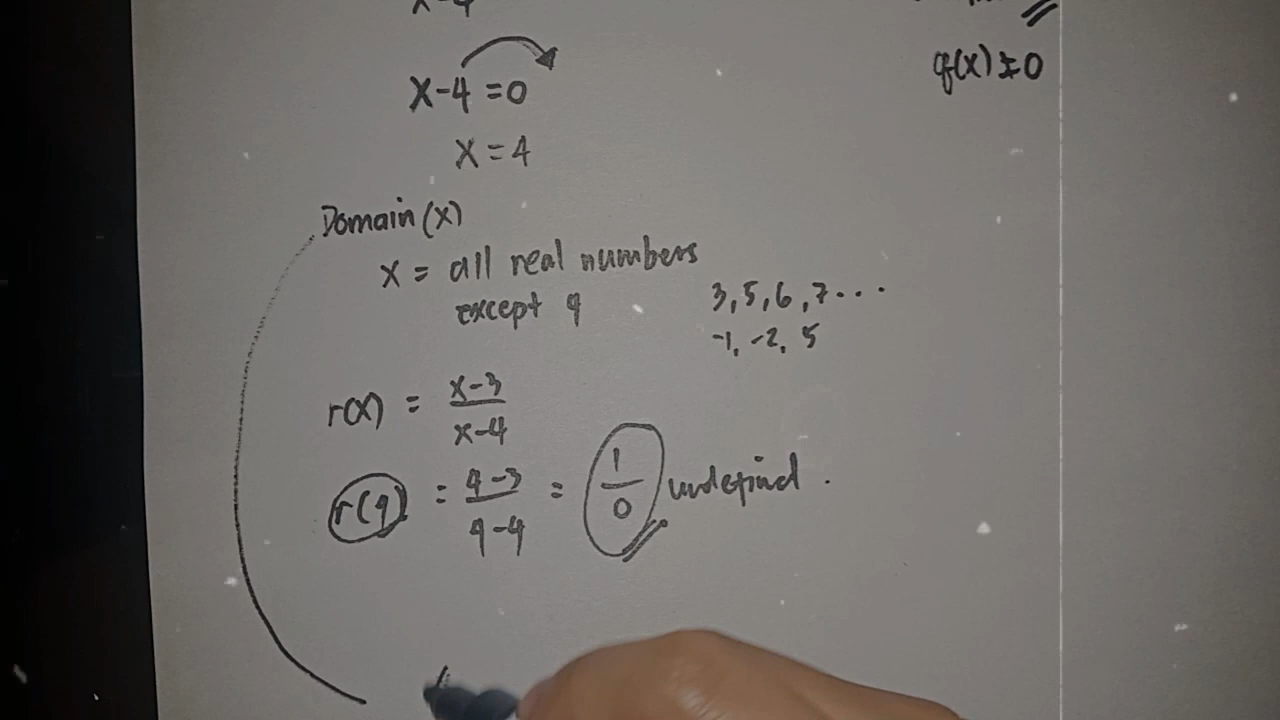 x-4
q(x) ≠ 0
x-4 = 0
x = 4
Domain (x)
x = all real numbers
except 4
3, 5, 6, 7...
-1, -2, 5
r(x) = x-3 / x-4
r(4) = 4-3 / 4-4 = 1 / 0 undefined.